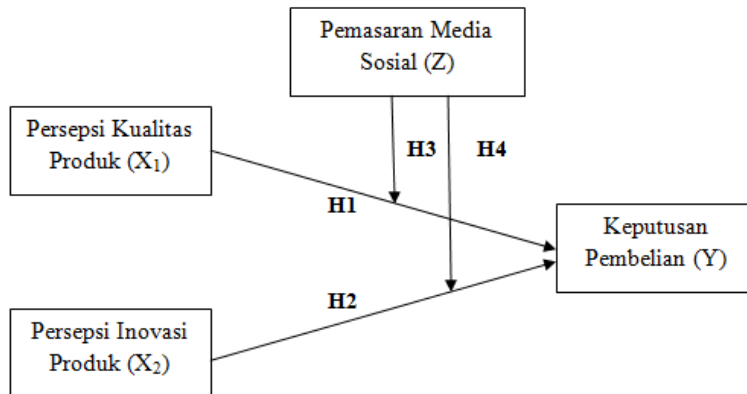 Pemasaran Media
Sosial (Z)
Persepsi Kualitas
Produk (X₁)
H3
H4
H1
Keputusan
Pembelian (Y)
H2
Persepsi Inovasi
Produk (X₂)